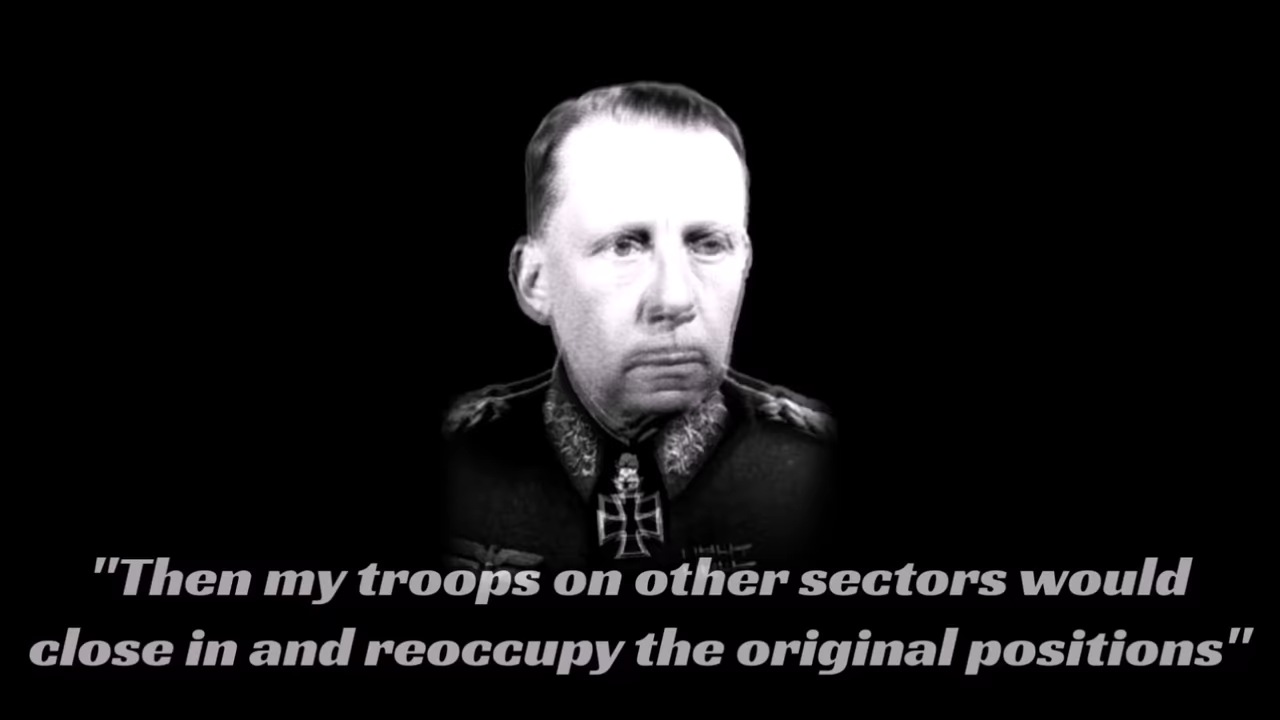 "Then my troops on other sectors would
close in and reoccupy the original positions"